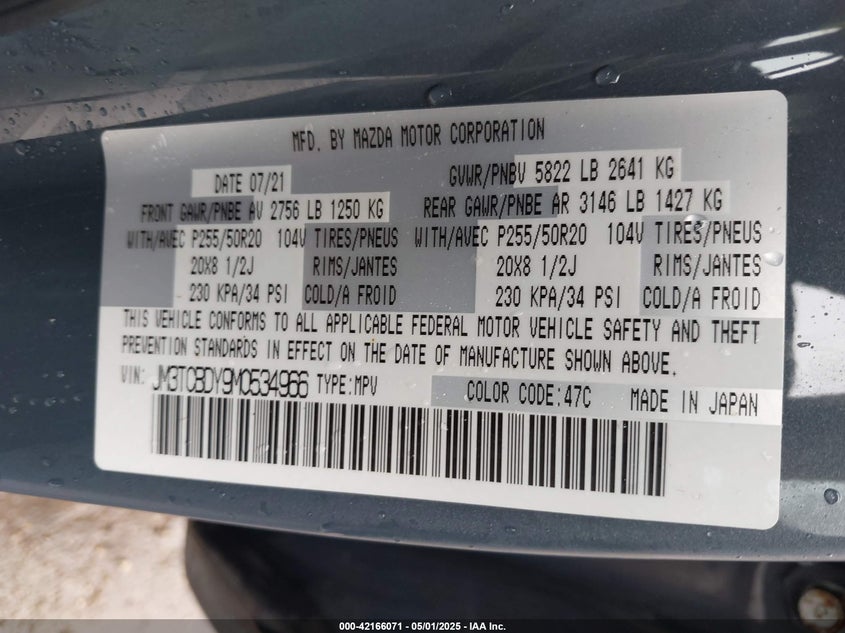 MFD. BY MAZDA MOTOR CORPORATION
DATE 07/21 GVWR/PNBV 5822 LB 2641 KG
FRONT GAWR/PNBE AV 2756 LB 1250 KG REAR GAWR/PNBE AR 3146 LB 1427 KG
WITH/AVEC P255/50R20 104V TIRES/PNEUS WITH/AVEC P255/50R20 104V TIRES/PNEUS
20X8 1/2J RIMS/JANTES 20X8 1/2J RIMS/JANTES
230 KPA/34 PSI COLD/A FROID 230 KPA/34 PSI COLD/A FROID
THIS VEHICLE CONFORMS TO ALL APPLICABLE FEDERAL MOTOR VEHICLE SAFETY AND THEFT
PREVENTION STANDARDS IN EFFECT ON THE DATE OF MANUFACTURE SHOWN ABOVE.
VIN: JM3TCBDY9M0534966 TYPE:MPV COLOR CODE:47C MADE IN JAPAN
000-42166071 - 05/01/2025 - IAA Inc.